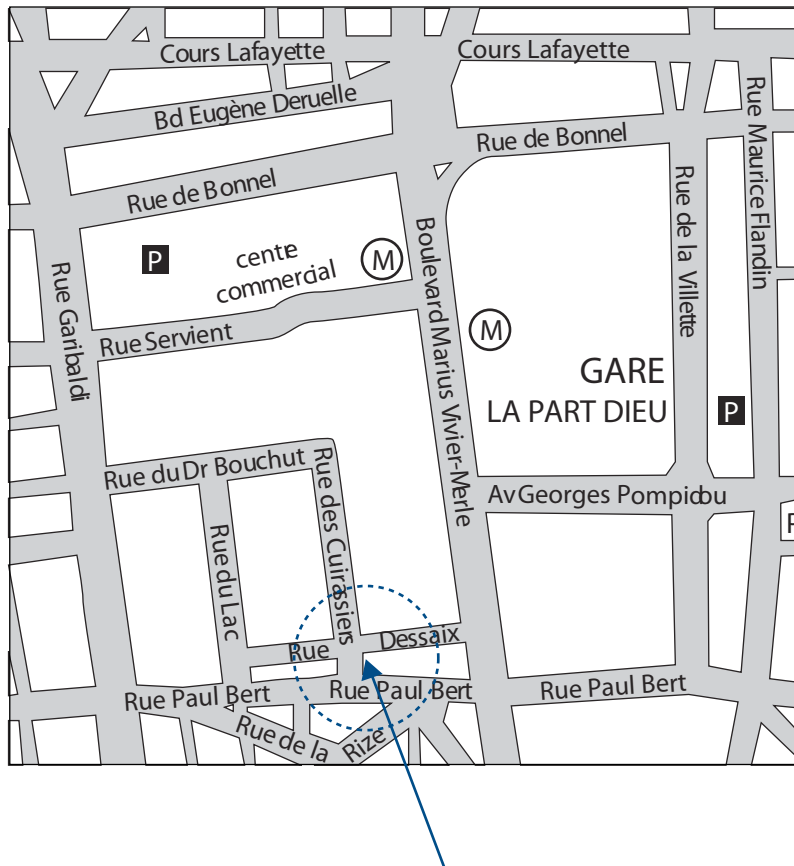 Cours Lafayette
Cours Lafayette
Bd Eugène Deruelle
Rue de Bonnel
Rue Maurice Flandin
Rue de Bonnel
Rue de la Villette
Boulevard Marius Vivier-Merle
P
centre
commercial
M
Rue Garibaldi
Rue Servient
M
GARE
LA PART DIEU
P
Rue du Dr Bouchut
Rue des Cuirassiers
Av Georges Pompidou
P
Rue du Lac
Rue Dessaix
Rue Paul Bert
Rue Paul Bert
Rue Paul Bert
Rue de la Rize